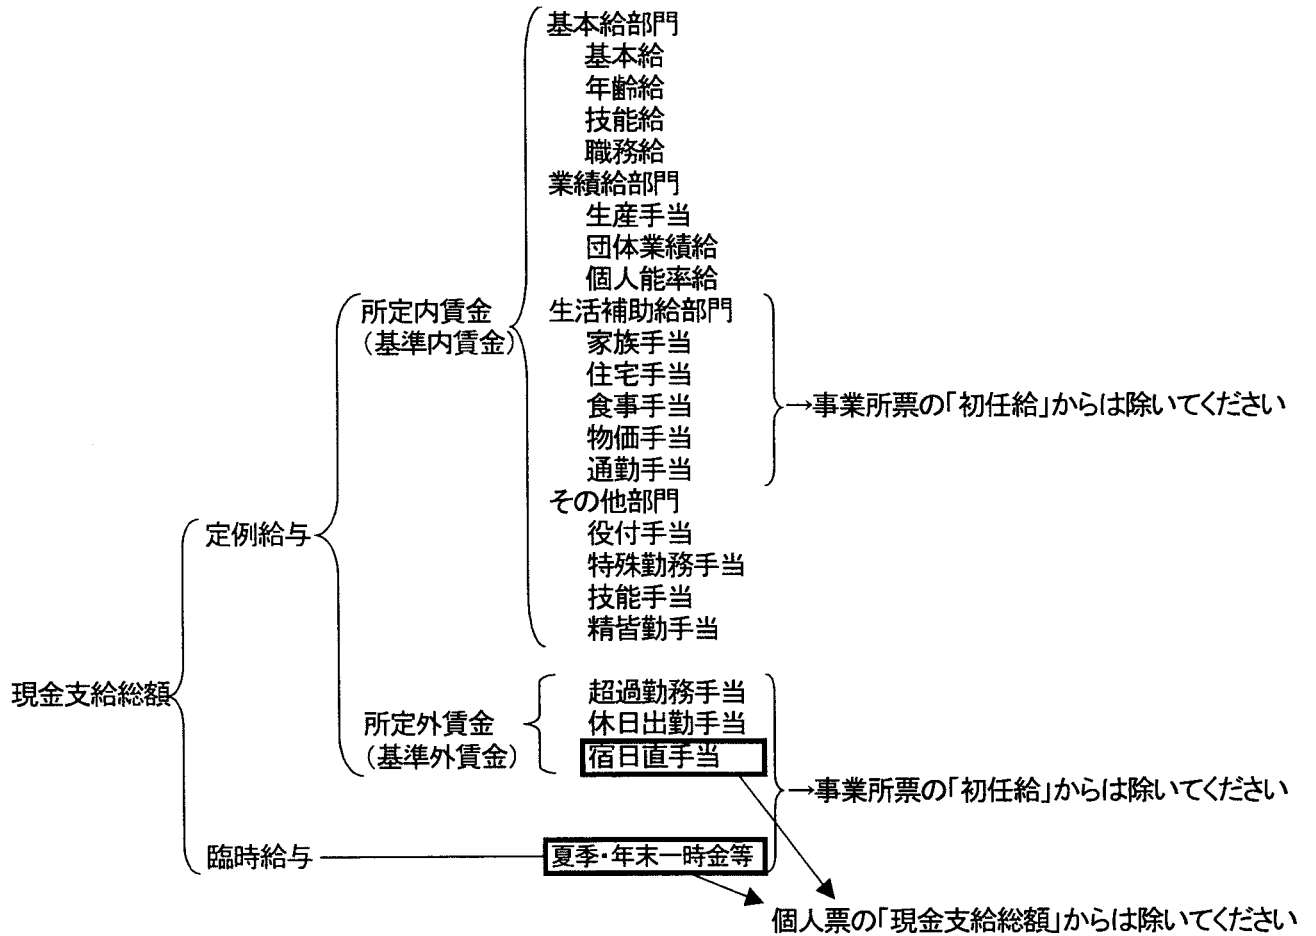 基本給部門
基本給
年齢給
技能給
職務給
業績給部門
生産手当
団体業績給
個人能率給
所定内賃金
(基準内賃金)
生活補助給部門
家族手当
住宅手当
食事手当
物価手当
通勤手当
→事業所票の「初任給」からは除いてください
その他部門
役付手当
特殊勤務手当
技能手当
精皆勤手当
定例給与
現金支給総額
所定外賃金
(基準外賃金)
超過勤務手当
休日出勤手当
宿日直手当
→事業所票の「初任給」からは除いてください
臨時給与
夏季・年末一時金等
個人票の「現金支給総額」からは除いてください